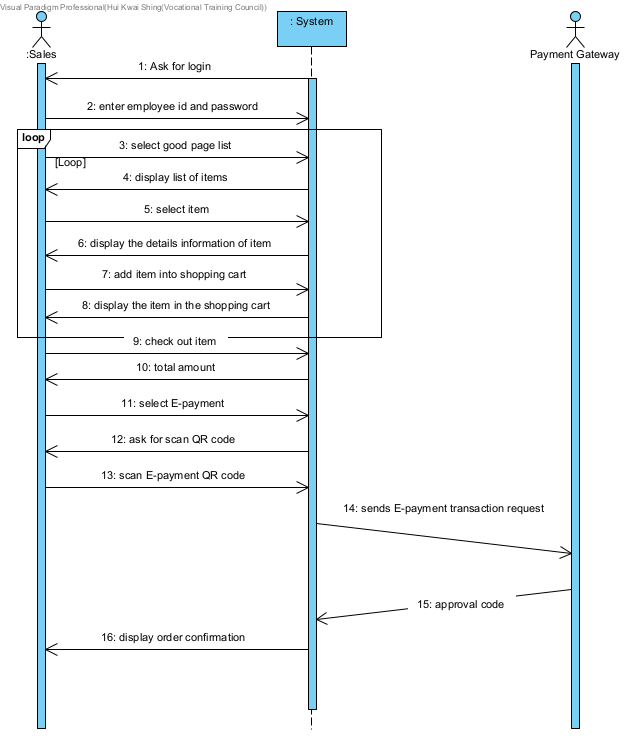 Visual Paradigm Professional(Hui Kwai Shing(Vocational Training Council))
: System
:Sales
Payment Gateway
1: Ask for login
2: enter employee id and password
loop
3: select good page list
[Loop]
4: display list of items
5: select item
6: display the details information of item
7: add item into shopping cart
8: display the item in the shopping cart
9: check out item
10: total amount
11: select E-payment
12: ask for scan QR code
13: scan E-payment QR code
14: sends E-payment transaction request
15: approval code
16: display order confirmation